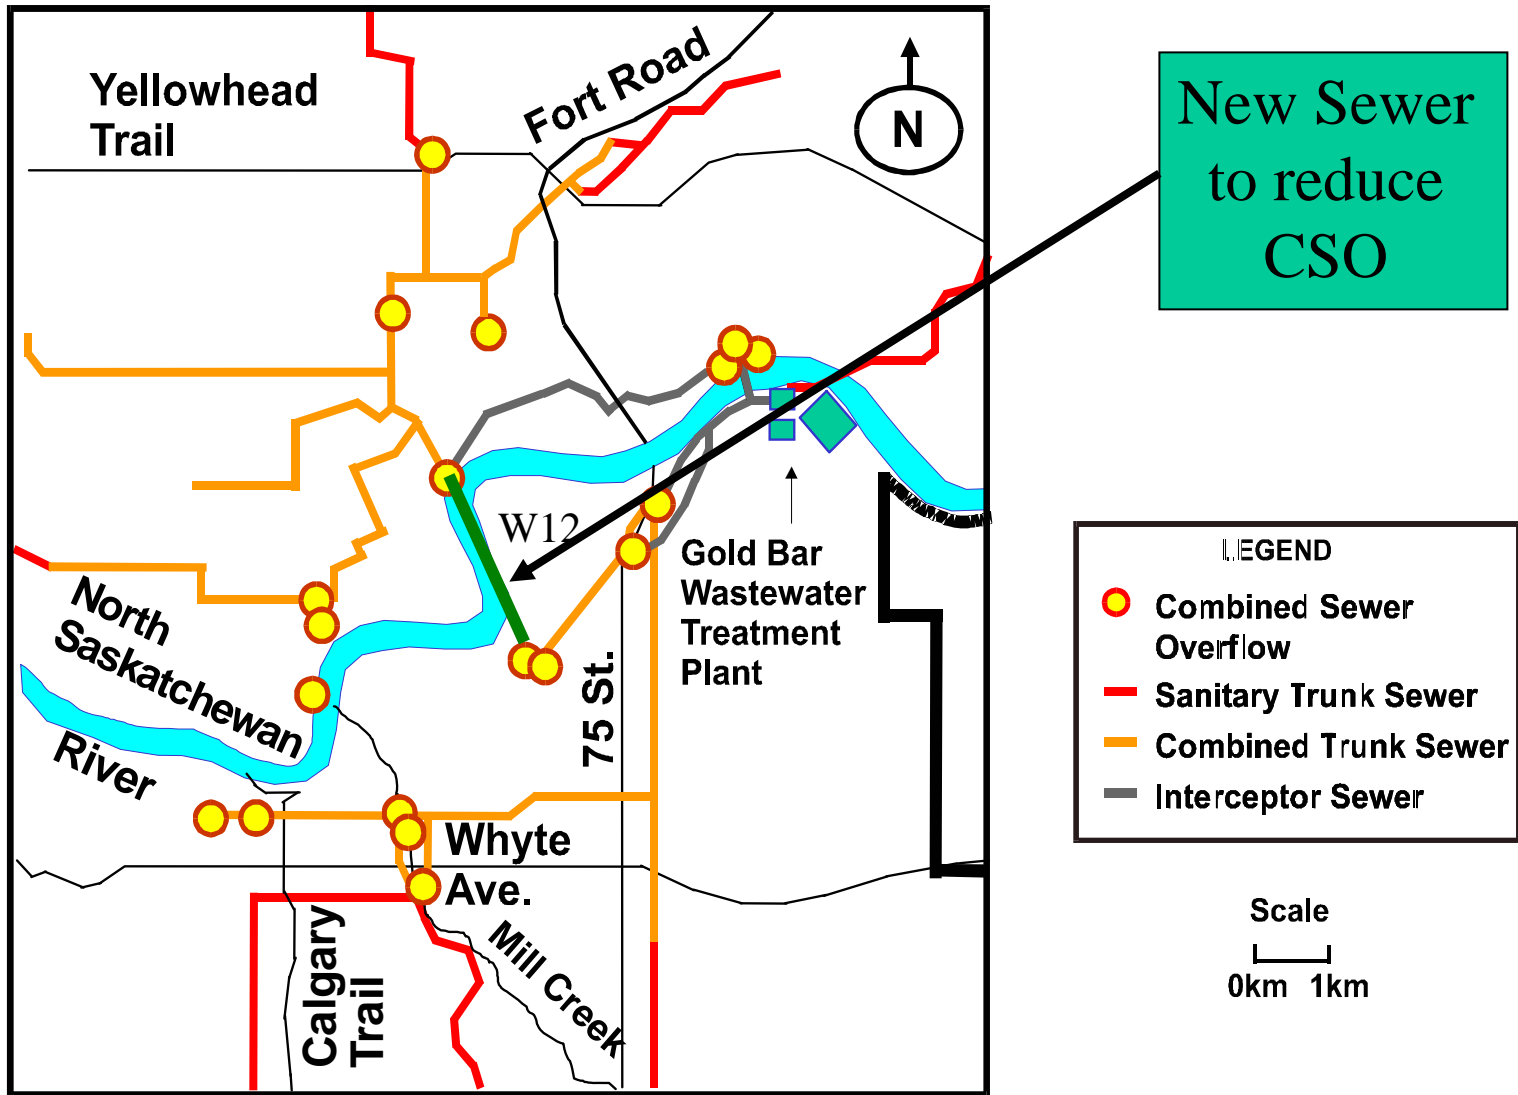 Yellowhead
Trail
Fort Road
N
New Sewer
to reduce
CSO
W12
Gold Bar
Wastewater
Treatment
Plant
North
Saskatchewan
River
75 St.
Whyte
Ave.
Calgary
Trail
Mill Creek
LEGEND
Combined Sewer
Overflow
Sanitary Trunk Sewer
Combined Trunk Sewer
Interceptor Sewer
Scale
0km 1km